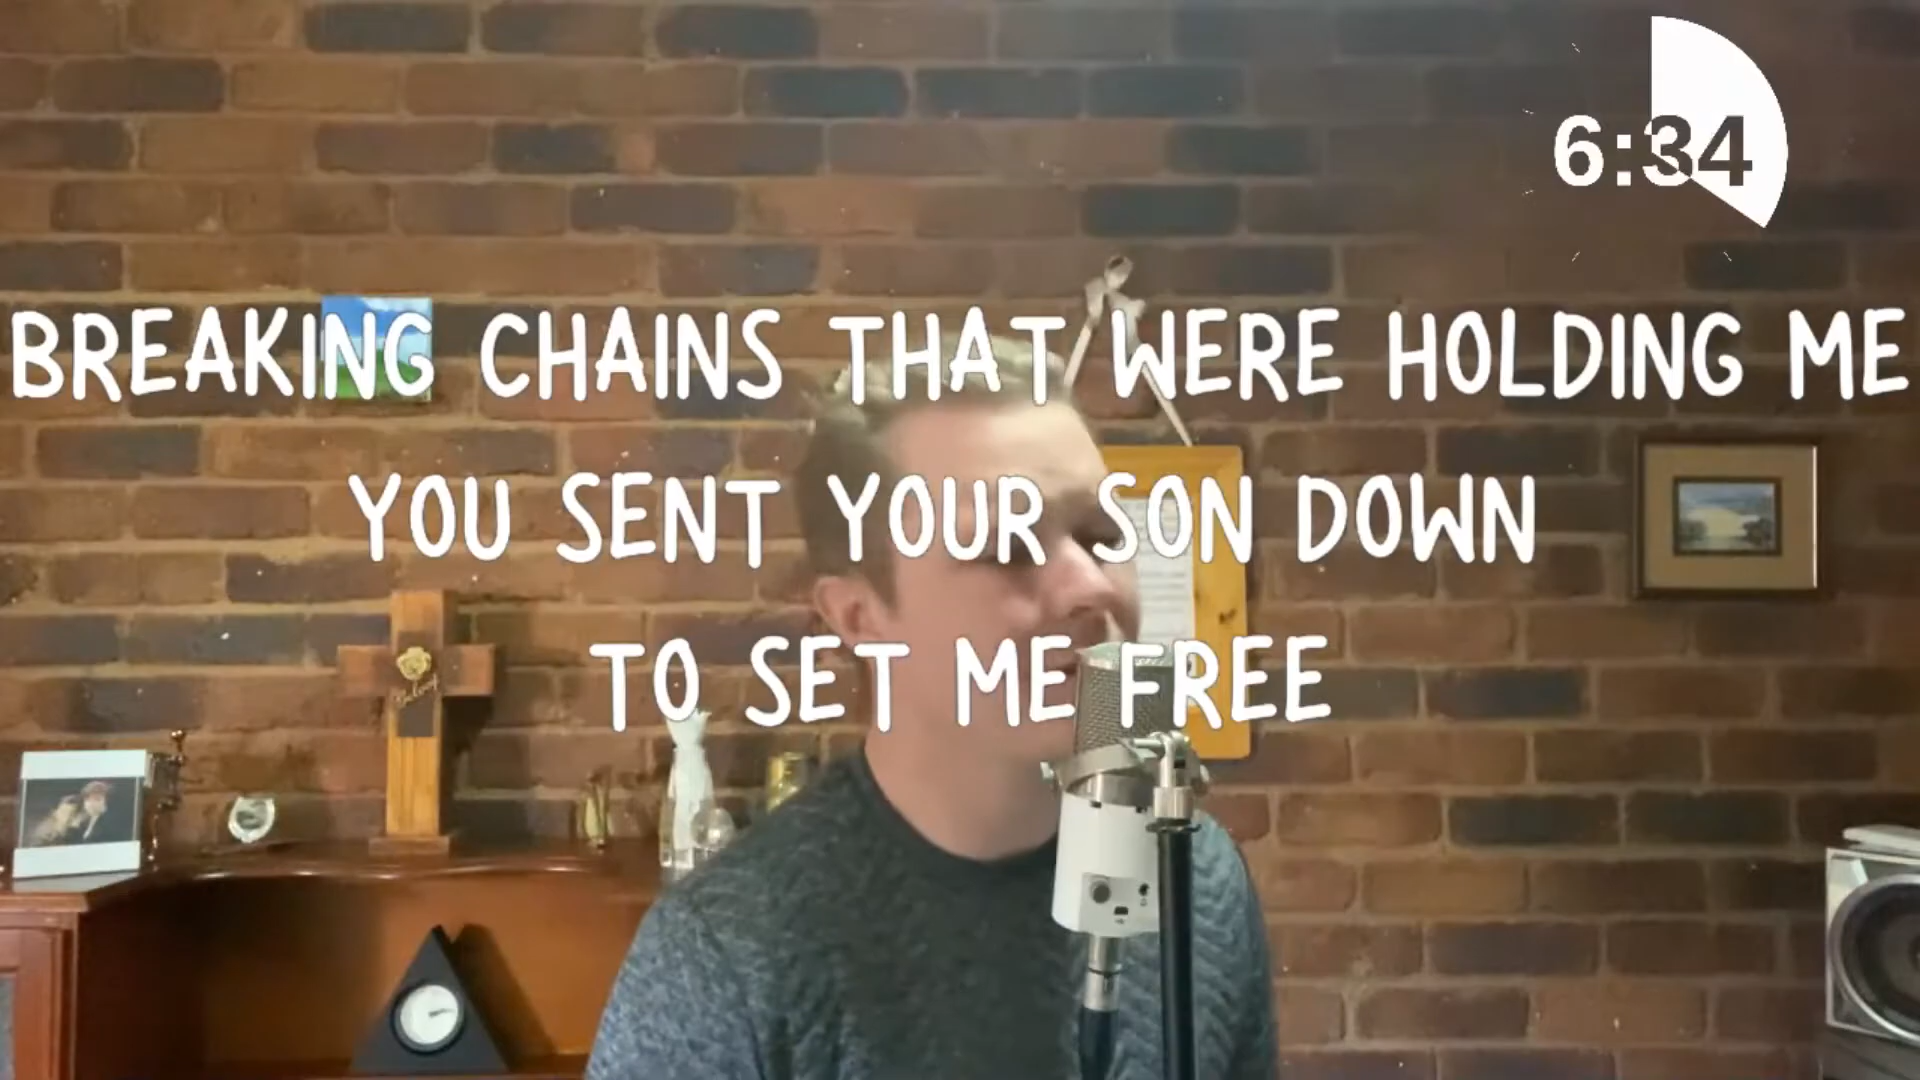 6:34
BREAKING CHAINS THAT WERE HOLDING ME
YOU SENT YOUR SON DOWN
TO SET ME FREE